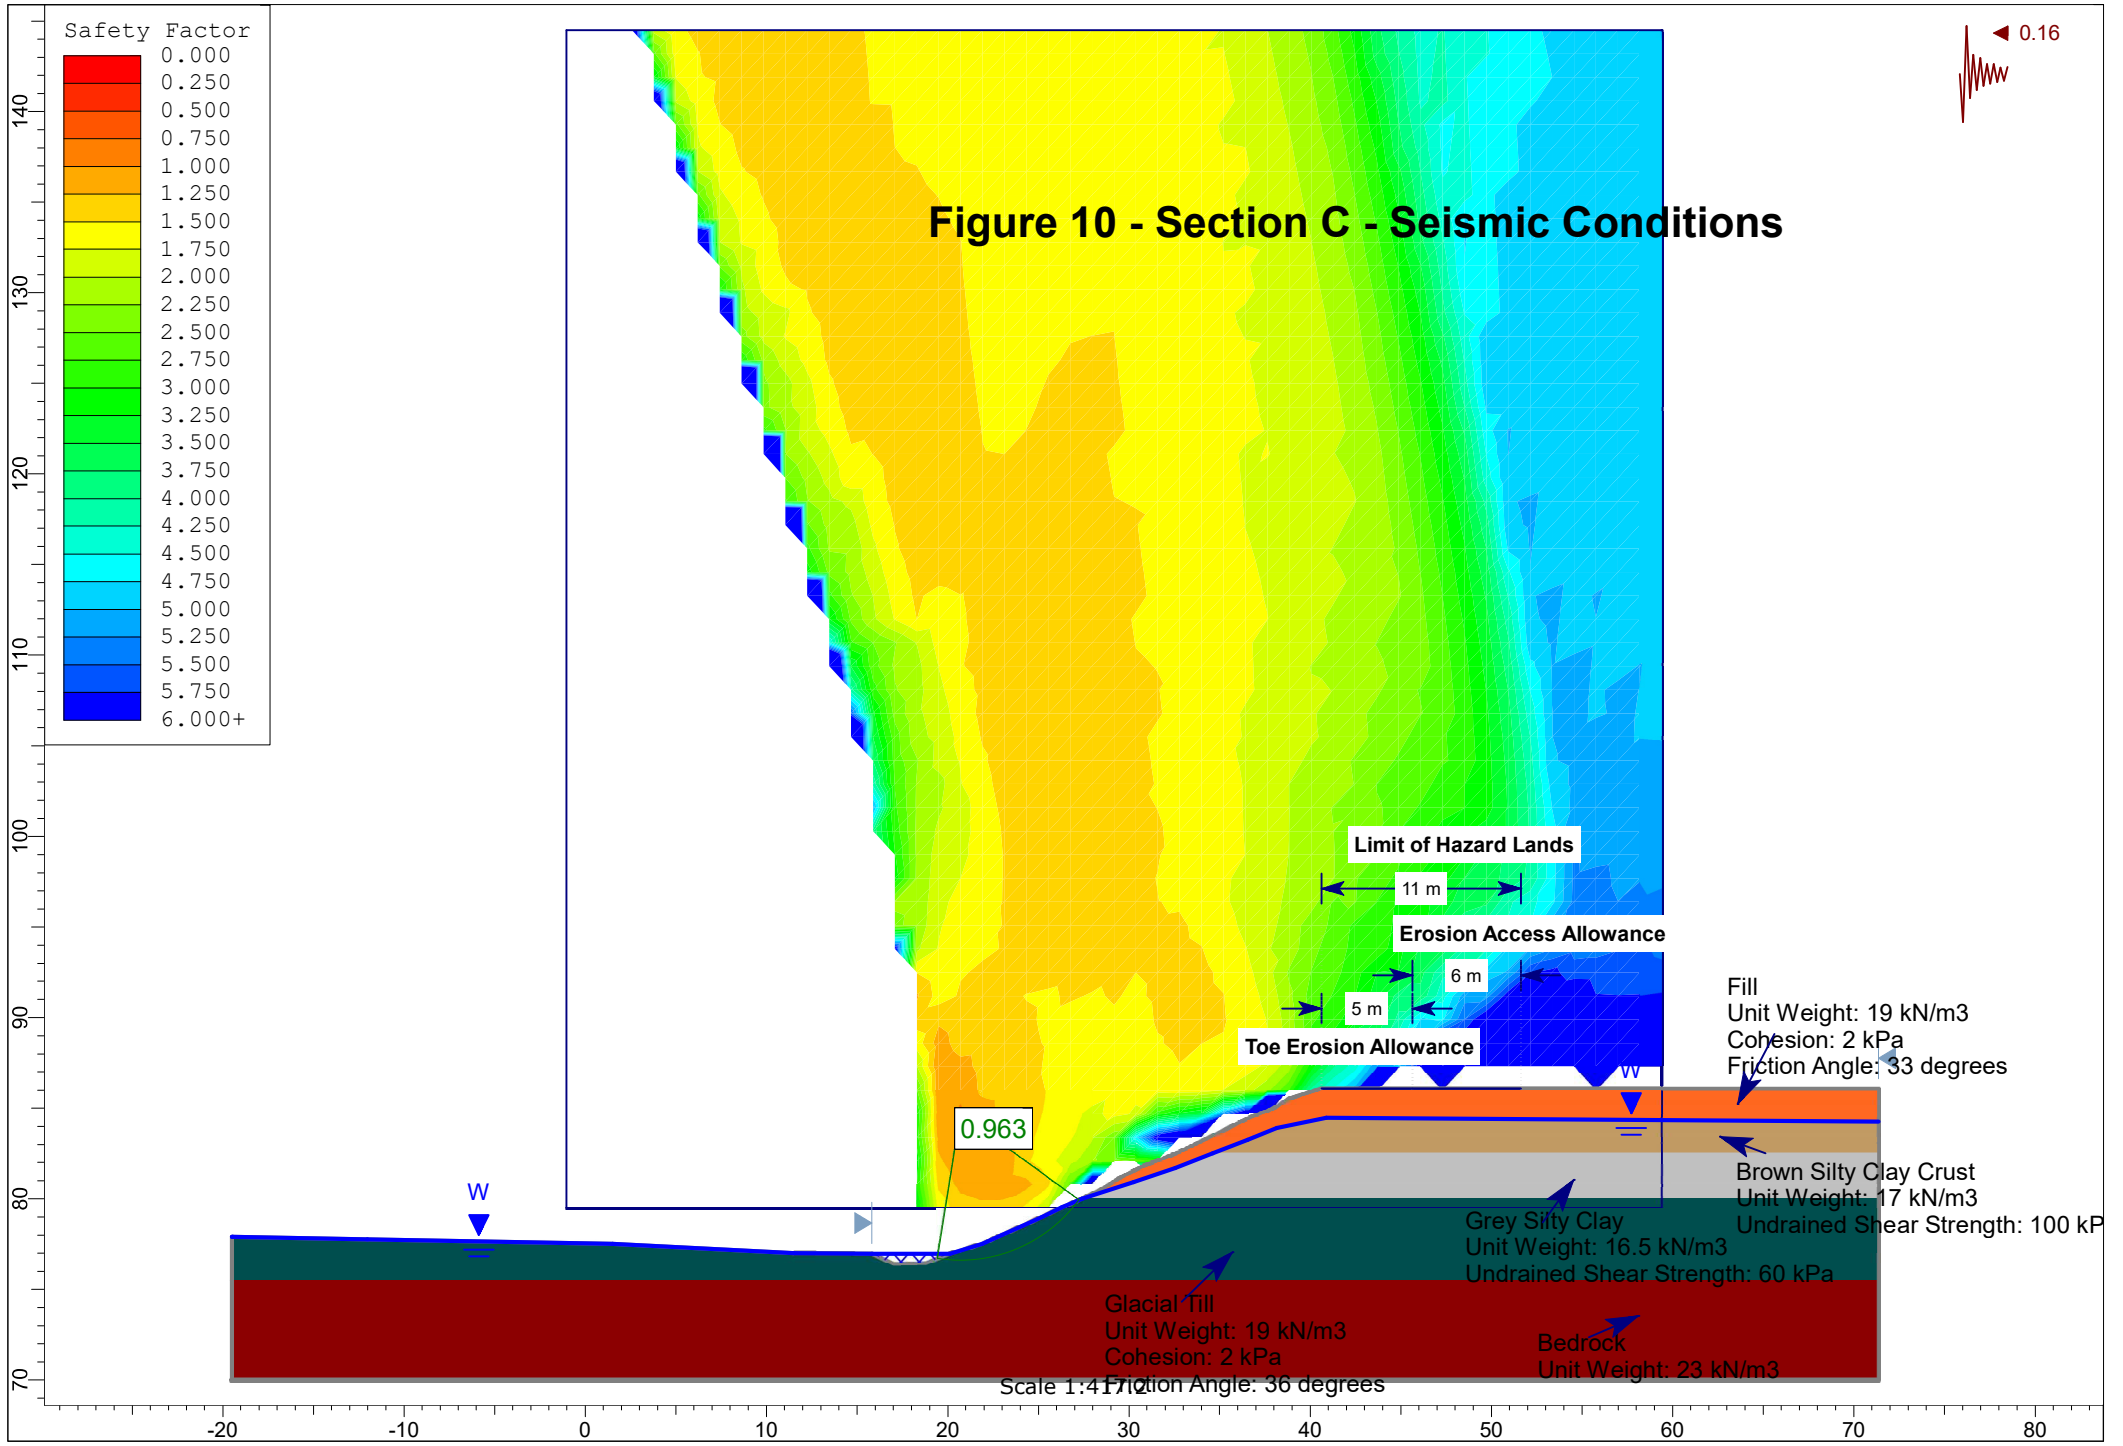 Safety Factor
0.000
0.250
0.500
0.750
1.000
1.250
1.500
1.750
2.000
2.250
2.500
2.750
3.000
3.250
3.500
3.750
4.000
4.250
4.500
4.750
5.000
5.250
5.500
5.750
6.000+
0.16
Figure 10 - Section C - Seismic Conditions
Limit of Hazard Lands
11 m
Erosion Access Allowance
6 m
5 m
Toe Erosion Allowance
Fill
Unit Weight: 19 kN/m3
Cohesion: 2 kPa
Friction Angle: 33 degrees
W
0.963
W
Brown Silty Clay Crust
Unit Weight: 17 kN/m3
Undrained Shear Strength: 100 kP
Grey Silty Clay
Unit Weight: 16.5 kN/m3
Undrained Shear Strength: 60 kPa
Glacial Till
Unit Weight: 19 kN/m3
Cohesion: 2 kPa
Friction Angle: 36 degrees
Bedrock
Unit Weight: 23 kN/m3
Scale 1:417.2
140
130
120
110
100
90
80
70
-20
-10
0
10
20
30
40
50
60
70
80